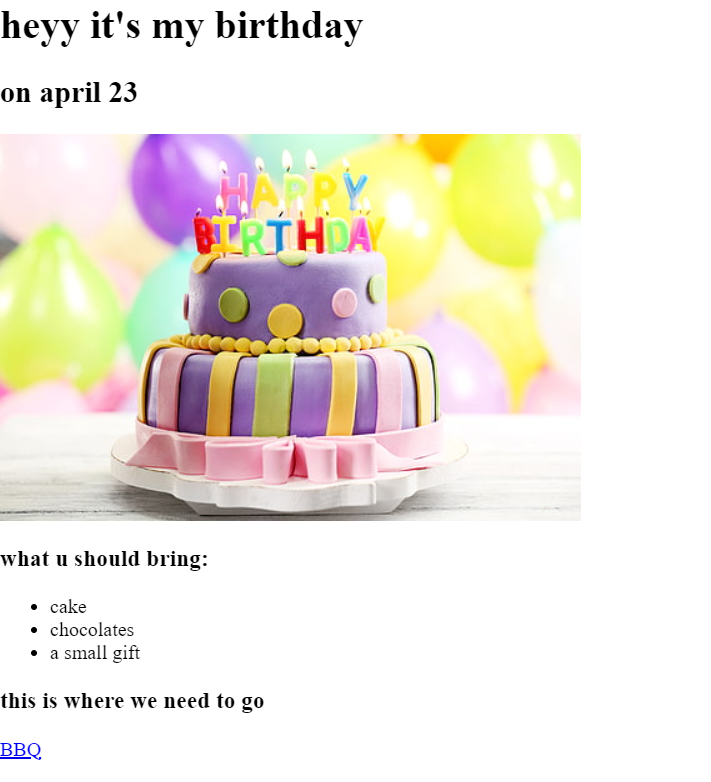 heyy it's my birthday
on april 23
HAPPY
BIRTHDAY
what u should bring:
cake
chocolates
a small gift
this is where we need to go
BBQ